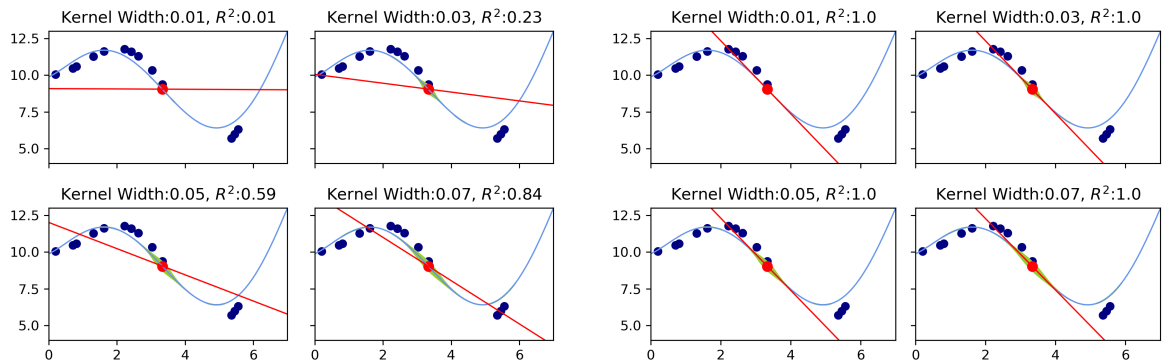 Kernel Width:0.01, R²:0.01
Kernel Width:0.03, R²:0.23
Kernel Width:0.01, R²:1.0
Kernel Width:0.03, R²:1.0
12.5
10.0
7.5
5.0
Kernel Width:0.05, R²:0.59
Kernel Width:0.07, R²:0.84
Kernel Width:0.05, R²:1.0
Kernel Width:0.07, R²:1.0
12.5
10.0
7.5
5.0
0 2 4 6
0 2 4 6
0 2 4 6
0 2 4 6